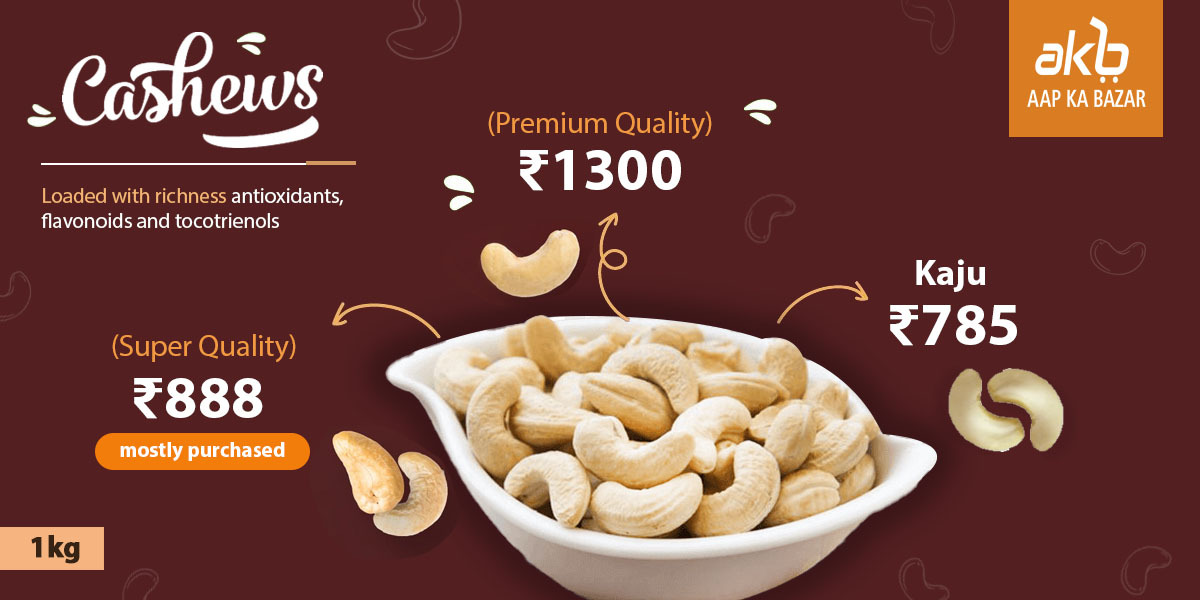 Cashews
Loaded with richness antioxidants,
flavonoids and tocotrienols
(Premium Quality)
₹1300
akb
AAP KA BAZAR
Kaju
₹785
(Super Quality)
₹888
mostly purchased
1kg